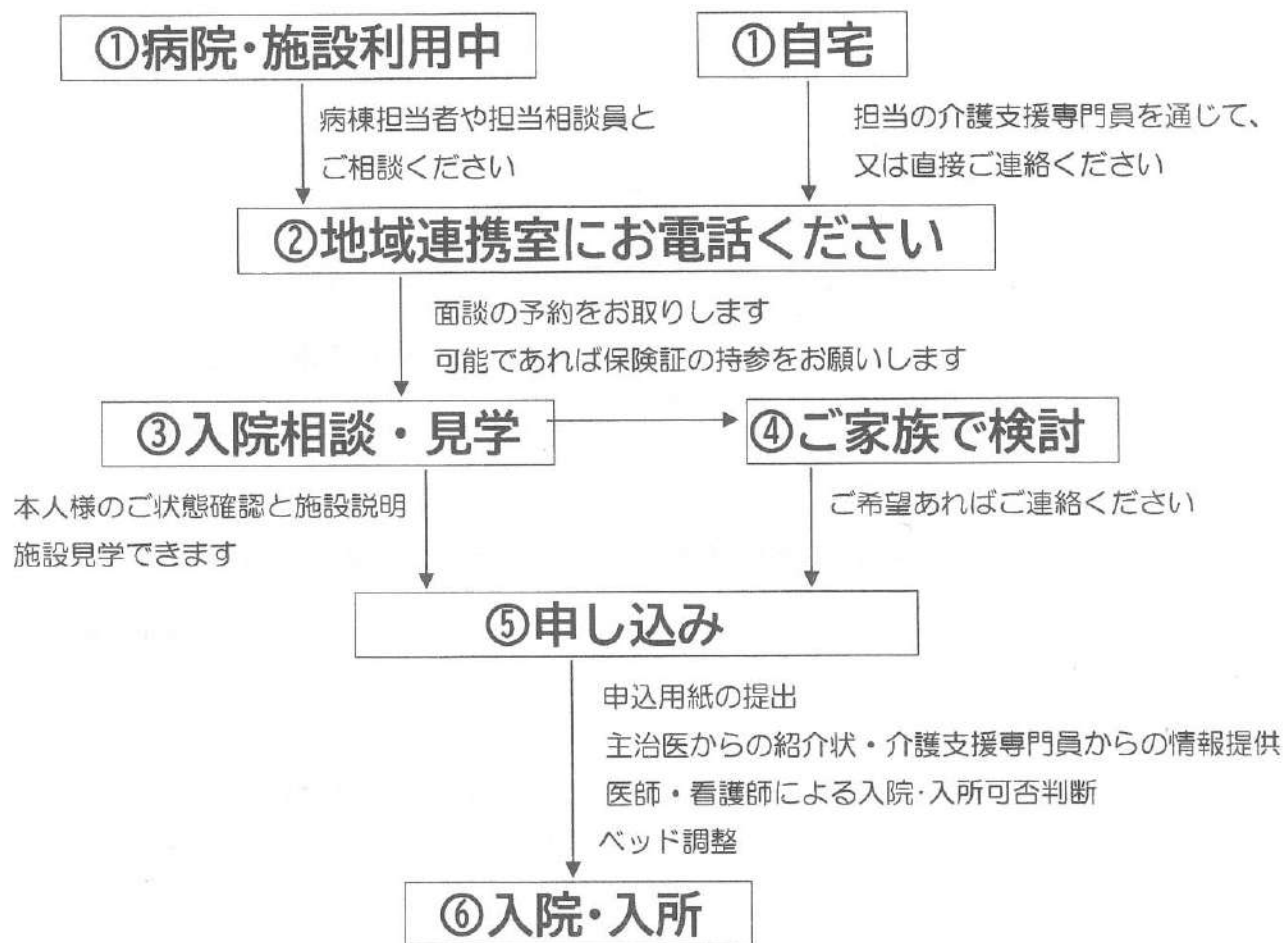 ①病院・施設利用中
①自宅
病棟担当者や担当相談員と
ご相談ください
担当の介護支援専門員を通じて、
又は直接ご連絡ください
②地域連携室にお電話ください
面談の予約をお取りします
可能であれば保険証の持参をお願いします
③入院相談・見学
④ご家族で検討
本人様のご状態確認と施設説明
施設見学できます
ご希望あればご連絡ください
⑤申し込み
申込用紙の提出
主治医からの紹介状・介護支援専門員からの情報提供
医師・看護師による入院・入所可否判断
ベッド調整
⑥入院・入所